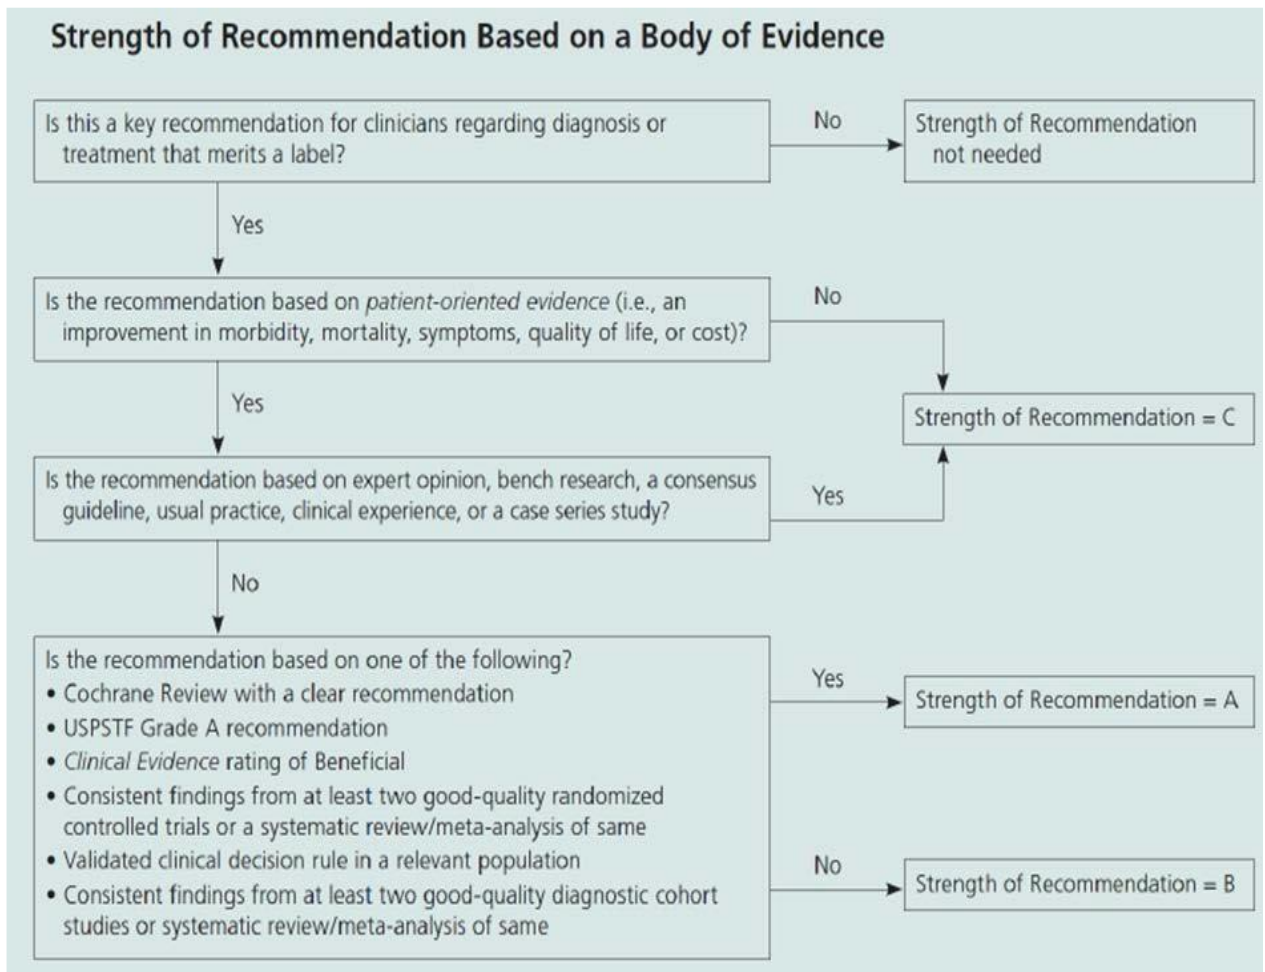 Strength of Recommendation Based on a Body of Evidence
Is this a key recommendation for clinicians regarding diagnosis or
treatment that merits a label?
No
Strength of Recommendation
not needed
Yes
Is the recommendation based on patient-oriented evidence (i.e., an
improvement in morbidity, mortality, symptoms, quality of life, or cost)?
No
Yes
Strength of Recommendation = C
Is the recommendation based on expert opinion, bench research, a consensus
guideline, usual practice, clinical experience, or a case series study?
Yes
No
Is the recommendation based on one of the following?
• Cochrane Review with a clear recommendation
• USPSTF Grade A recommendation
• Clinical Evidence rating of Beneficial
• Consistent findings from at least two good-quality randomized
controlled trials or a systematic review/meta-analysis of same
• Validated clinical decision rule in a relevant population
• Consistent findings from at least two good-quality diagnostic cohort
studies or systematic review/meta-analysis of same
Yes
Strength of Recommendation = A
No
Strength of Recommendation = B